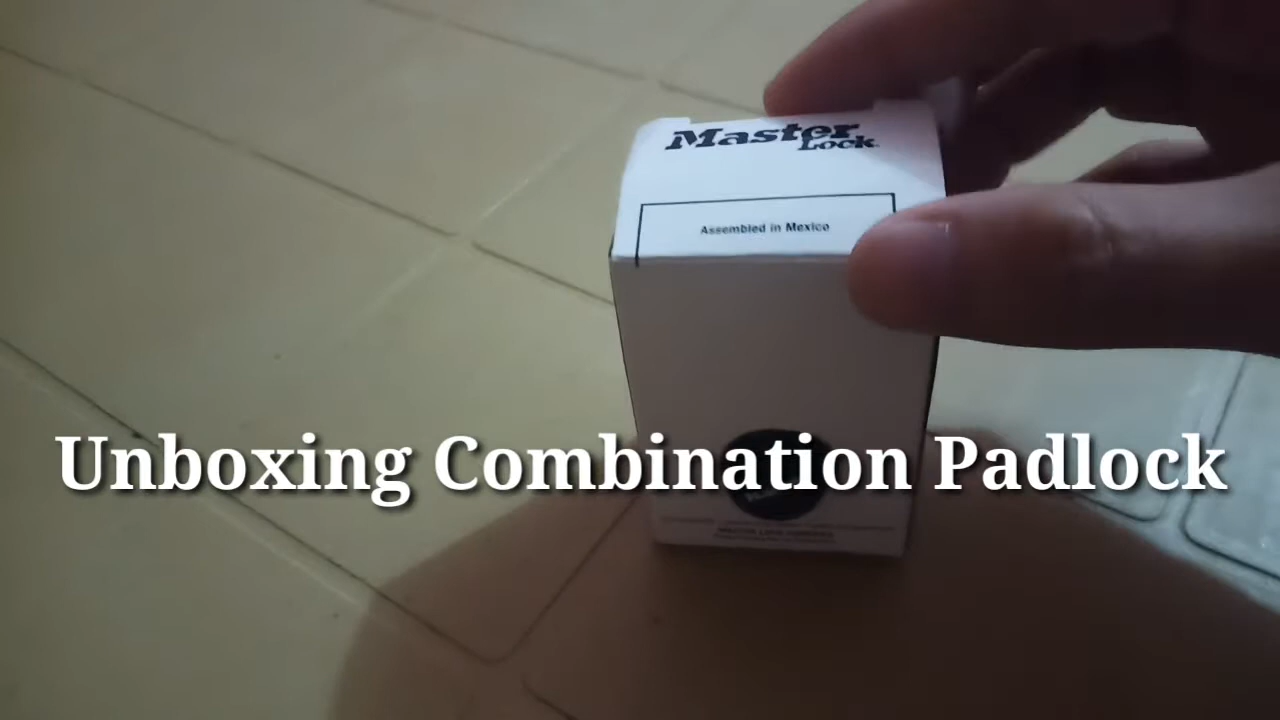 Master
Lock
Assembled in Mexico
Unboxing Combination Padlock